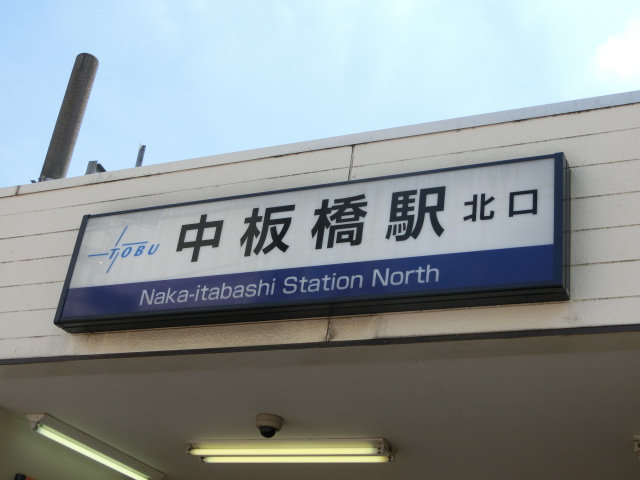 TOBU 中板橋駅 北口
Naka-itabashi Station North